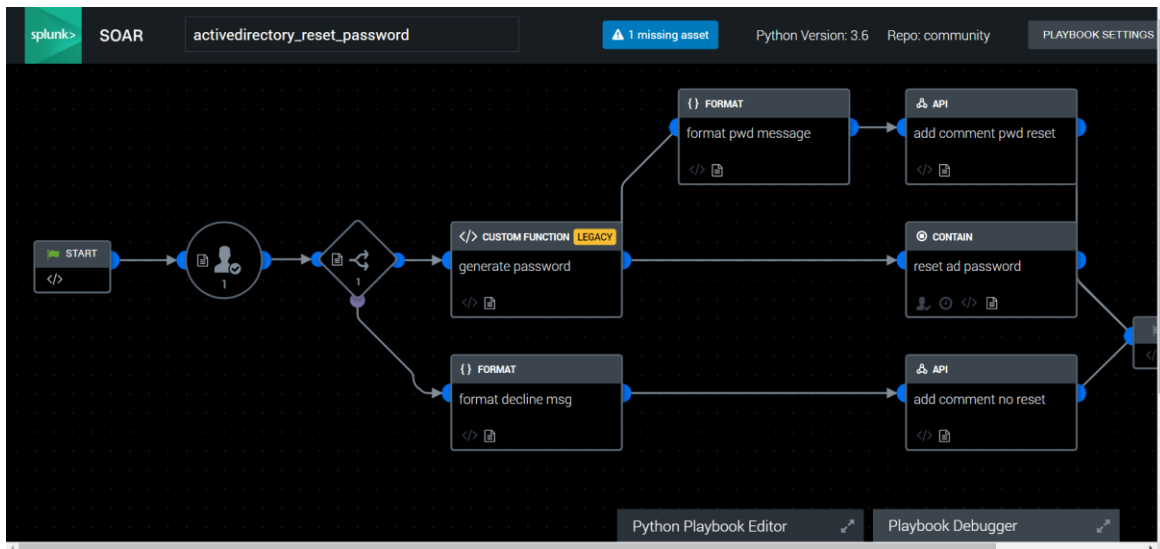 splunk> SOAR activedirectory_reset_password 1 missing asset Python Version: 3.6 Repo: community PLAYBOOK SETTINGS
{} FORMAT
format pwd message
</>
API
add comment pwd reset
</>
START
</>
1
1
</> CUSTOM FUNCTION LEGACY
generate password
</>
CONTAIN
reset ad password
</>
{} FORMAT
format decline msg
</>
API
add comment no reset
</>
Python Playbook Editor
Playbook Debugger